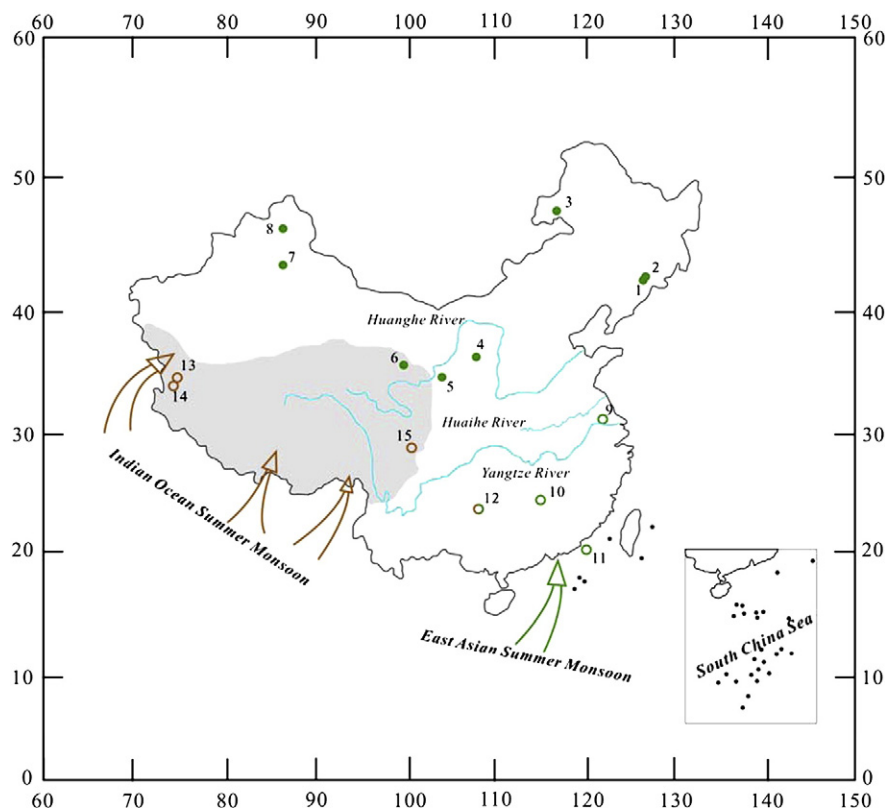 60 70 80 90 100 110 120 130 140 150
60 60
50 50
3
8
7
2
1
40 40
Huanghe River
4
6
5
13
14
Huaihe River
9
30 30
15
Indian Ocean Summer Monsoon
Yangtze River
12
10
20 20
11
East Asian Summer Monsoon
South China Sea
10 10
0 0
60 70 80 90 100 110 120 130 140 150